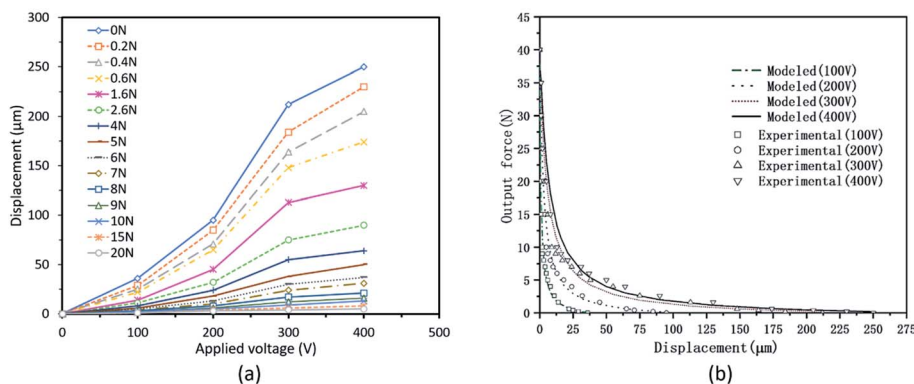 (a)
Displacement (μm)
300
250
200
150
100
50
0
0N
0.2N
0.4N
0.6N
1.6N
2.6N
4N
5N
6N
7N
8N
9N
10N
15N
20N
0
100
200
300
400
500
Applied voltage (V)
(a)
(b)
Output force(N)
45
40
35
30
25
20
15
10
5
0
Modeled(100V)
Modeled(200V)
Modeled(300V)
Modeled(400V)
Experimental(100V)
Experimental(200V)
Experimental(300V)
Experimental(400V)
0
25
50
75
100
125
150
175
200
225
250
275
Displacement(μm)
(b)